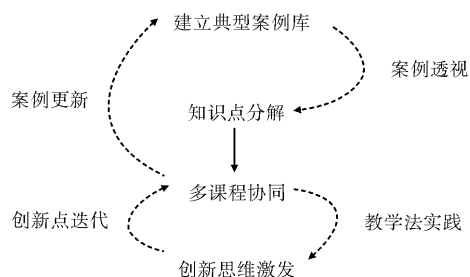 建立典型案例库
案例透视
案例更新
知识点分解
多课程协同
创新点迭代
教学法实践
创新思维激发